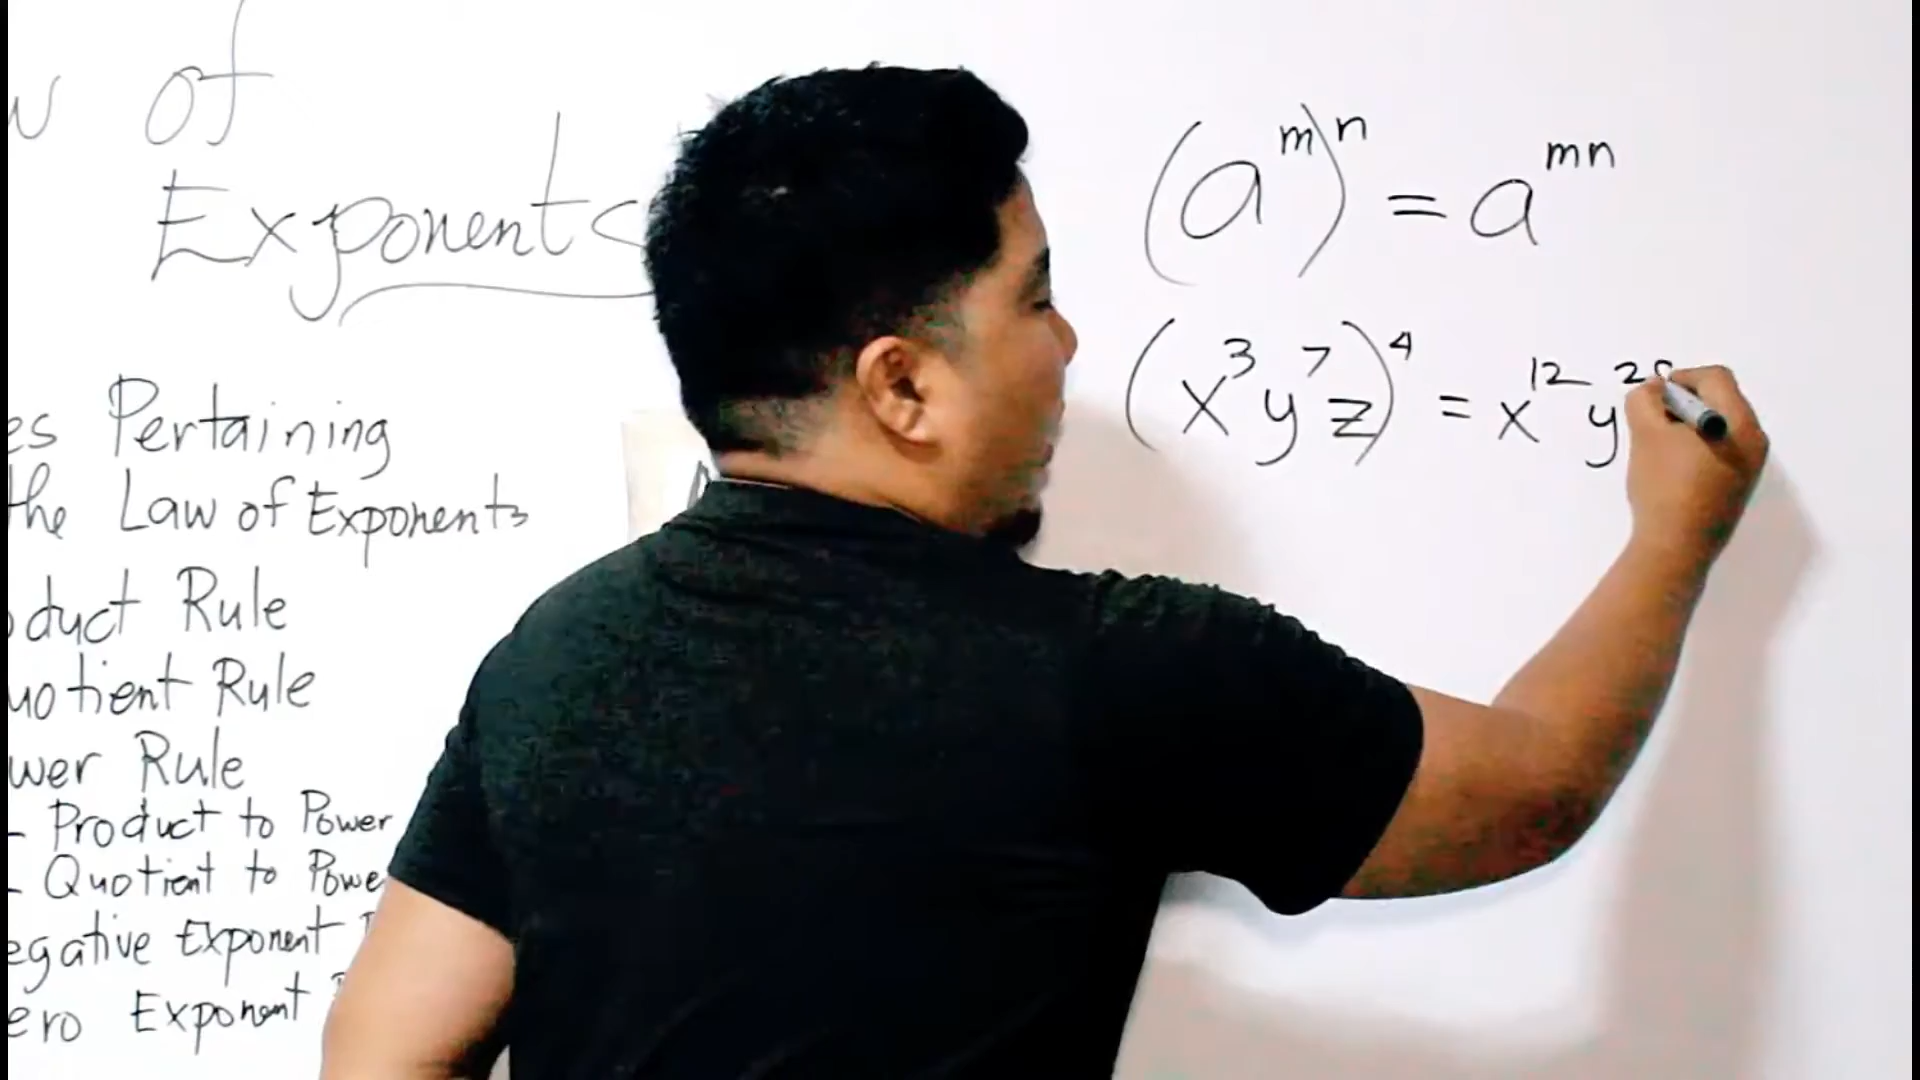 w of
Exponents
es Pertaining
the Law of Exponents
oduct Rule
uotient Rule
wer Rule
- Product to Power
- Quotient to Powe
egative Exponent
ero Exponent
(a^m)^n = a^mn
(x^3 y^7 z)^4 = x^12 y^2